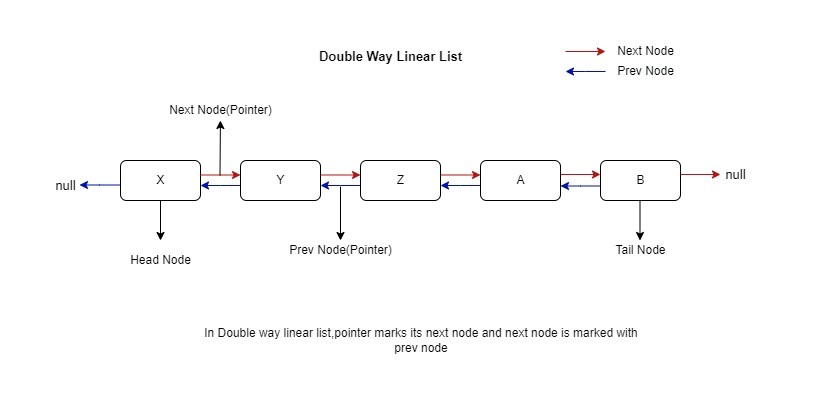 Double Way Linear List
Next Node
Prev Node
Next Node(Pointer)
null
X
Y
Z
A
B
null
Head Node
Prev Node(Pointer)
Tail Node
In Double way linear list,pointer marks its next node and next node is marked with
prev node